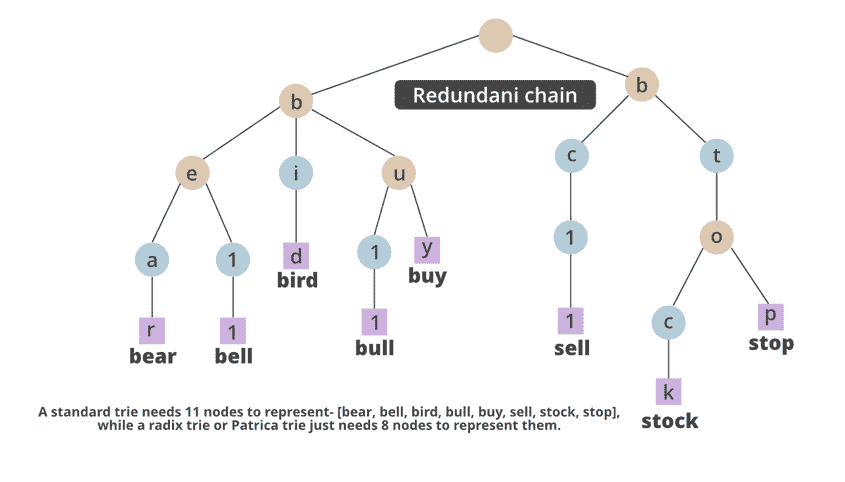 Redundani chain
b
b
e
i
u
c
t
a
1
d
bird
1
y
buy
1
o
r
bear
1
bell
1
bull
1
sell
c
p
stop
k
stock
A standard trie needs 11 nodes to represent- [bear, bell, bird, bull, buy, sell, stock, stop],
while a radix trie or Patrica trie just needs 8 nodes to represent them.